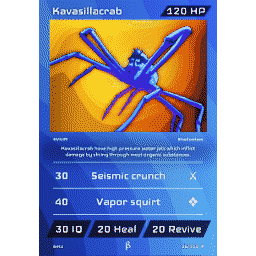 Kavasillacrab 120 HP
Kavasillacrab have high pressure water jets which inflict
damage by slicing through most organic substances.
30 Seismic crunch
40 Vapor squirt
30 IQ 20 Heal 20 Revive
Beta β